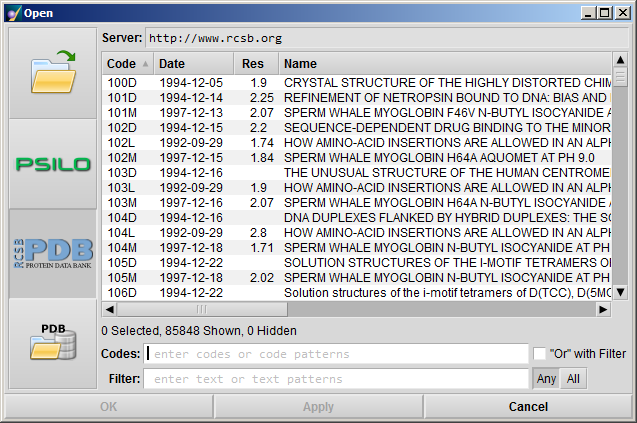 Open
Server: http://www.rcsb.org
Code Date Res Name
100D 1994-12-05 1.9 CRYSTAL STRUCTURE OF THE HIGHLY DISTORTED CHIM
101D 1994-12-14 2.25 REFINEMENT OF NETROPSIN BOUND TO DNA: BIAS AND
101M 1997-12-13 2.07 SPERM WHALE MYOGLOBIN F46V N-BUTYL ISOCYANIDE A
102D 1994-12-15 2.2 SEQUENCE-DEPENDENT DRUG BINDING TO THE MINOR
102L 1992-09-29 1.74 HOW AMINO-ACID INSERTIONS ARE ALLOWED IN AN ALP
102M 1997-12-15 1.84 SPERM WHALE MYOGLOBIN H64A AQUOMET AT PH 9.0
103D 1994-12-16 THE UNUSUAL STRUCTURE OF THE HUMAN CENTROME
103L 1992-09-29 1.9 HOW AMINO-ACID INSERTIONS ARE ALLOWED IN AN ALP
103M 1997-12-16 2.07 SPERM WHALE MYOGLOBIN H64A N-BUTYL ISOCYANIDE A
104D 1994-12-16 DNA DUPLEXES FLANKED BY HYBRID DUPLEXES: THE SO
104L 1992-09-29 2.8 HOW AMINO-ACID INSERTIONS ARE ALLOWED IN AN ALP
104M 1997-12-18 1.71 SPERM WHALE MYOGLOBIN N-BUTYL ISOCYANIDE AT PH
105D 1994-12-22 SOLUTION STRUCTURES OF THE I-MOTIF TETRAMERS O
105M 1997-12-18 2.02 SPERM WHALE MYOGLOBIN N-BUTYL ISOCYANIDE AT PH
106D 1994-12-22 Solution structures of the i-motif tetramers of D(TCC), D(5MC
PSILO
RCSB PDB
PROTEIN DATA BANK
PDB
0 Selected, 85848 Shown, 0 Hidden
Codes: enter codes or code patterns "Or" with Filter
Filter: enter text or text patterns Any All
OK Apply Cancel